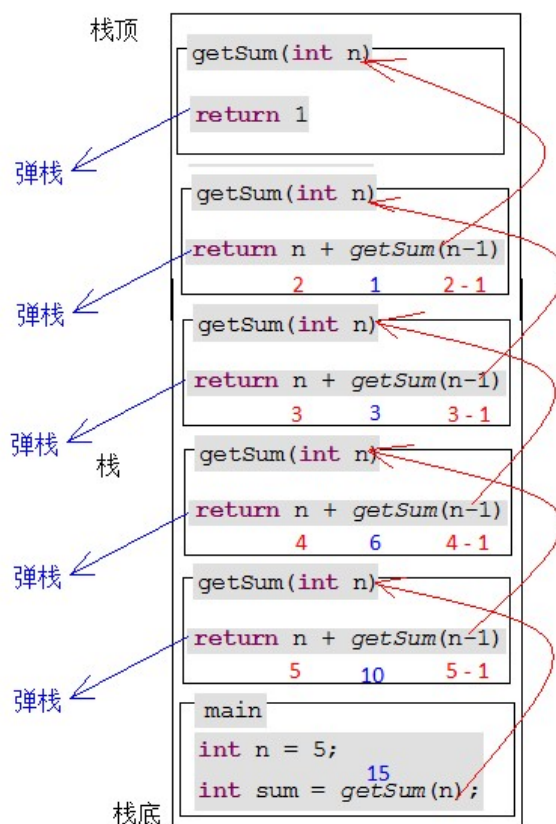 栈顶
getSum(int n)
return 1
弹栈
getSum(int n)
return n + getSum(n-1)
2 1 2 - 1
弹栈
getSum(int n)
return n + getSum(n-1)
3 3 3 - 1
弹栈
栈
getSum(int n)
return n + getSum(n-1)
4 6 4 - 1
弹栈
getSum(int n)
return n + getSum(n-1)
5 10 5 - 1
弹栈
main
int n = 5;
15
int sum = getSum(n);
栈底